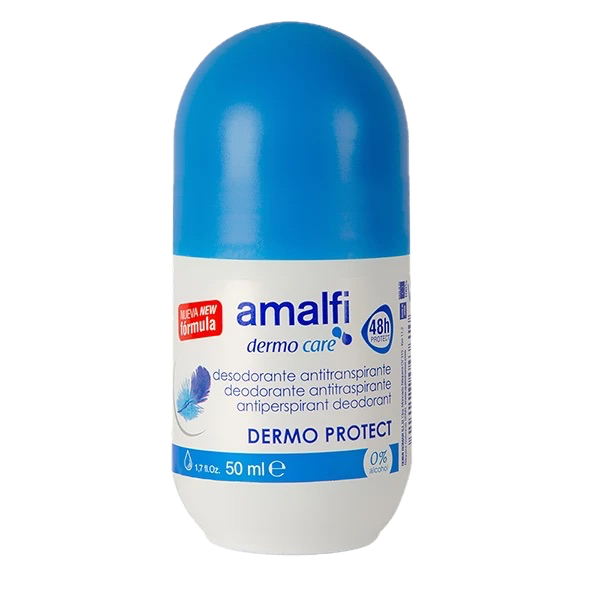 NUEVA NEW
fórmula
amalfi
dermo care
48h
PROTECT
desodorante antitranspirante
deodorante antitraspirante
antiperspirant deodorant
DERMO PROTECT
1,7 fl.Oz. 50 ml ℮
0%
alcohol